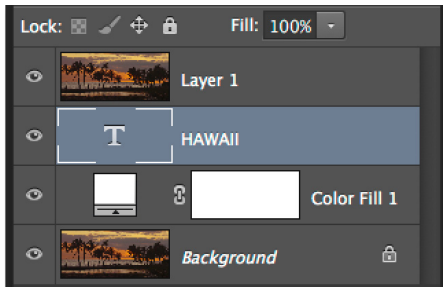 Lock: Fill: 100%
Layer 1
T HAWAII
Color Fill 1
Background